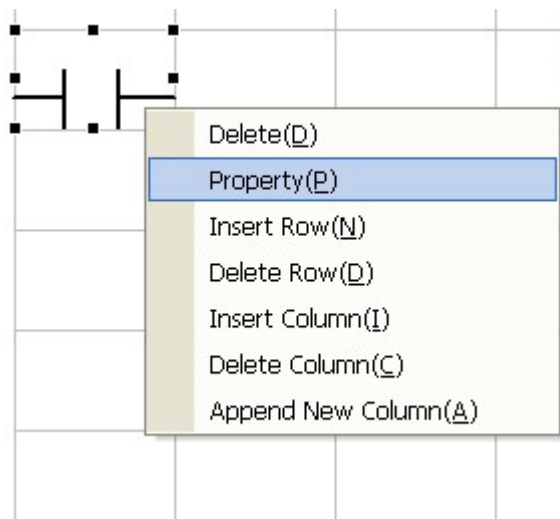 Delete(D)
Property(P)
Insert Row(N)
Delete Row(D)
Insert Column(I)
Delete Column(C)
Append New Column(A)